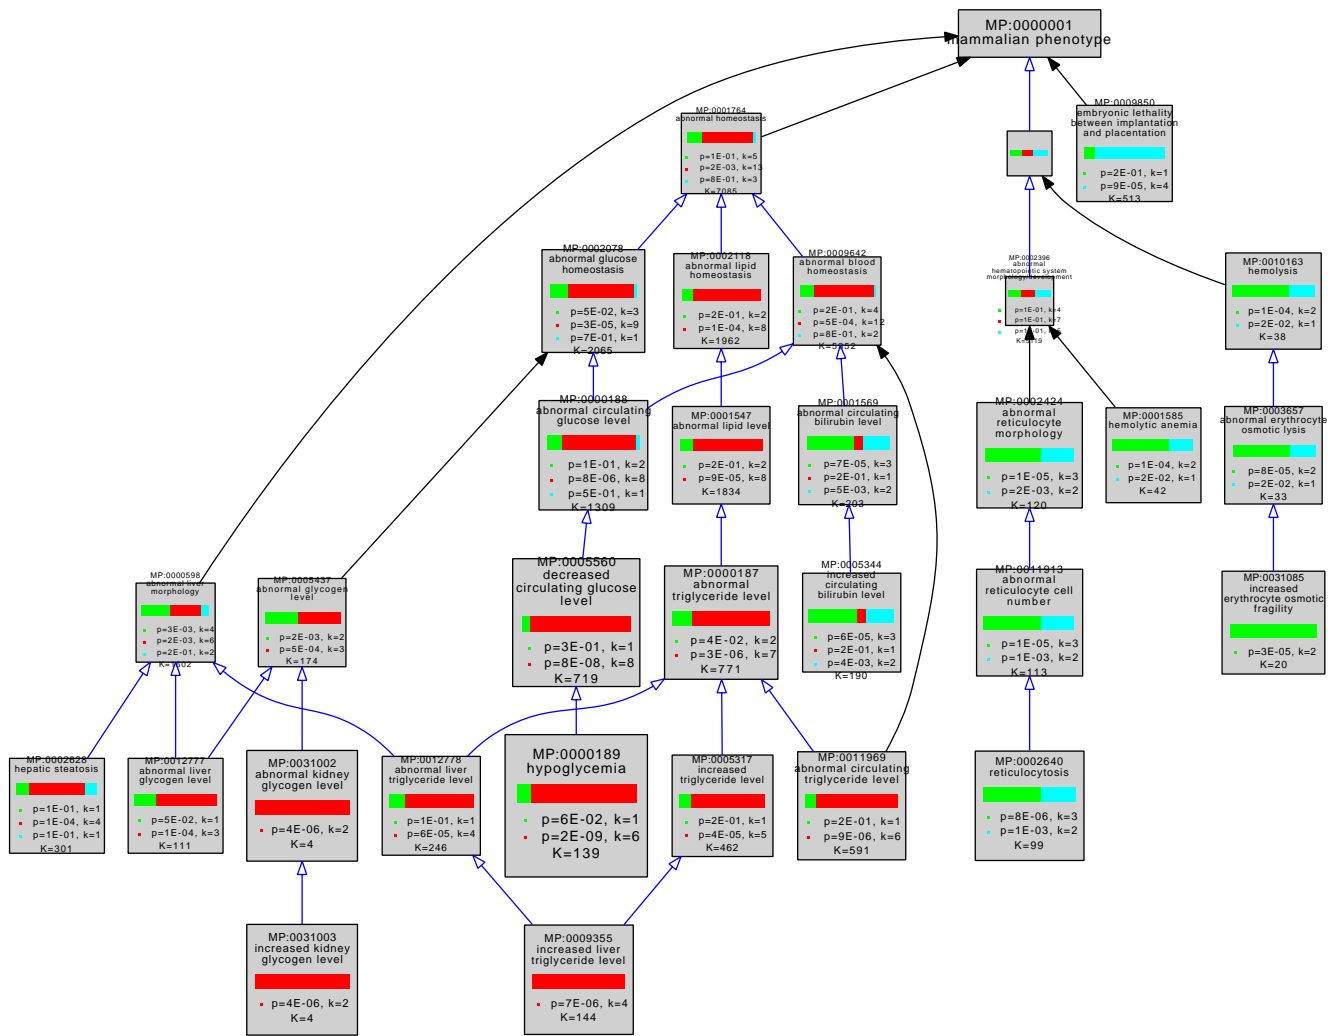 MP:0000001
mammalian phenotype
MP:0009850
embryonic lethality
between implantation
and placentation
p=2E-01, k=1
p=9E-05, k=4
K=513
MP:0001764
abnormal homeostasis
p=1E-01, k=5
p=2E-03, k=13
p=8E-01, k=3
K=7085
MP:0002078
abnormal glucose
homeostasis
p=5E-02, k=3
p=3E-05, k=9
p=7E-01, k=1
K=2065
MP:0002118
abnormal lipid
homeostasis
p=2E-01, k=2
p=1E-04, k=8
K=1962
MP:0009642
abnormal blood
homeostasis
p=2E-01, k=4
p=5E-04, k=12
p=8E-01, k=2
MP:0002396
abnormal
hematopoietic system
morphology/development
p=1E-01, k=4
p=1E-01, k=7
MP:0010163
hemolysis
p=1E-04, k=2
p=2E-02, k=1
K=38
MP:0000188
abnormal circulating
glucose level
p=1E-01, k=2
p=8E-06, k=8
p=5E-01, k=1
K=1309
MP:0001547
abnormal lipid level
p=2E-01, k=2
p=9E-05, k=8
K=1834
MP:0001569
abnormal circulating
bilirubin level
p=7E-05, k=3
p=2E-01, k=1
p=5E-03, k=2
K=203
MP:0002424
abnormal
reticulocyte
morphology
p=1E-05, k=3
p=2E-03, k=2
K=120
MP:0001585
hemolytic anemia
p=1E-04, k=2
p=2E-02, k=1
K=42
MP:0003657
abnormal erythrocyte
osmotic lysis
p=8E-05, k=2
p=2E-02, k=1
K=33
MP:0000598
abnormal liver
morphology
p=3E-03, k=4
p=2E-03, k=6
p=2E-01, k=2
MP:0005437
abnormal glycogen
level
p=2E-03, k=2
p=5E-04, k=3
K=174
MP:0005560
decreased
circulating glucose
level
p=3E-01, k=1
p=8E-08, k=8
K=719
MP:0000187
abnormal
triglyceride level
p=4E-02, k=2
p=3E-06, k=7
K=771
MP:0005344
increased
circulating
bilirubin level
p=6E-05, k=3
p=2E-01, k=1
p=4E-03, k=2
K=190
MP:0011913
abnormal
reticulocyte cell
number
p=1E-05, k=3
p=1E-03, k=2
K=113
MP:0031085
increased
erythrocyte osmotic
fragility
p=3E-05, k=2
K=20
MP:0002628
hepatic steatosis
p=1E-01, k=1
p=1E-04, k=4
p=1E-01, k=1
K=301
MP:0012777
abnormal liver
glycogen level
p=5E-02, k=1
p=1E-04, k=3
K=111
MP:0031002
abnormal kidney
glycogen level
p=4E-06, k=2
K=4
MP:0012778
abnormal liver
triglyceride level
p=1E-01, k=1
p=6E-05, k=4
K=246
MP:0000189
hypoglycemia
p=6E-02, k=1
p=2E-09, k=6
K=139
MP:0005317
increased
triglyceride level
p=2E-01, k=1
p=4E-05, k=5
K=462
MP:0011969
abnormal circulating
triglyceride level
p=2E-01, k=1
p=9E-06, k=6
K=591
MP:0002640
reticulocytosis
p=8E-06, k=3
p=1E-03, k=2
K=99
MP:0031003
increased kidney
glycogen level
p=4E-06, k=2
K=4
MP:0009355
increased liver
triglyceride level
p=7E-06, k=4
K=144